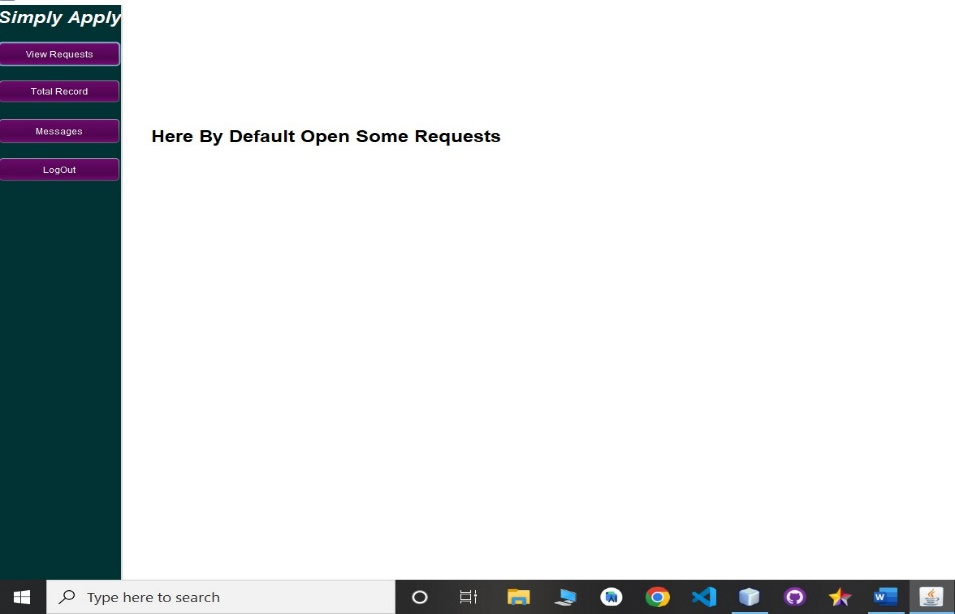 Simply Apply
View Requests
Total Record
Messages
LogOut
Here By Default Open Some Requests
Type here to search